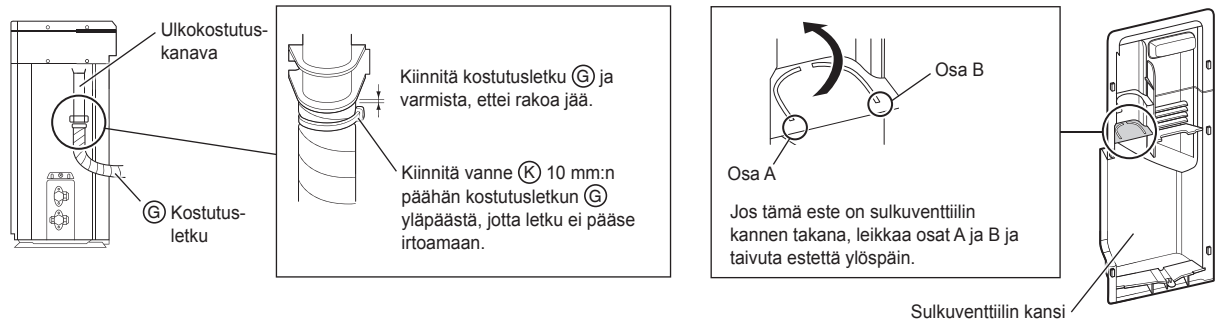 Ulkokostutus-
kanava
Ⓖ Kostutus-
letku
Kiinnitä kostutusletku Ⓖ ja
varmista, ettei rakoa jää.
Kiinnitä vanne Ⓚ 10 mm:n
päähän kostutusletkun Ⓖ
yläpäästä, jotta letku ei pääse
irtoamaan.
Osa B
Osa A
Jos tämä este on sulkuventtiilin
kannen takana, leikkaa osat A ja B ja
taivuta estettä ylöspäin.
Sulkuventtiilin kansi